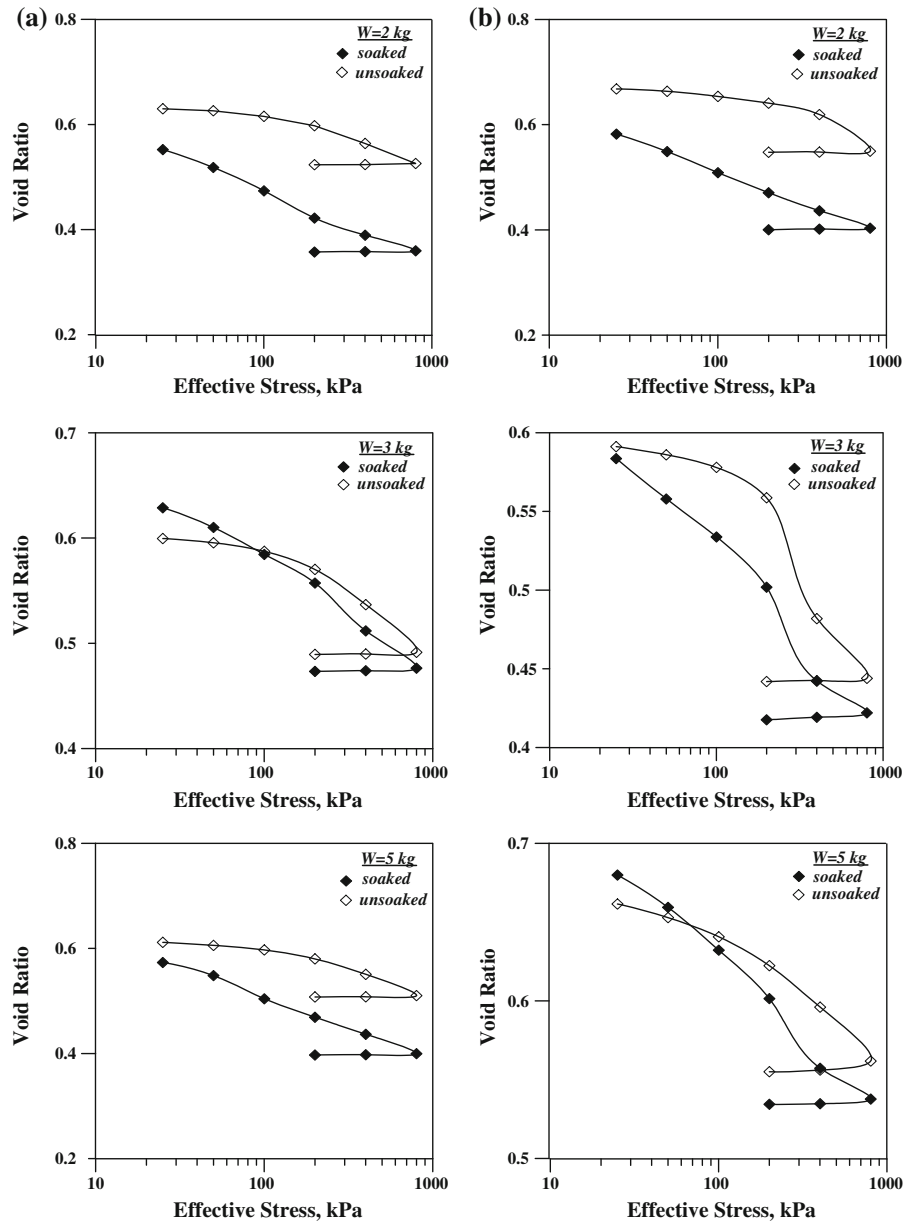 (a)
0.8
0.6
0.4
0.2
Void Ratio
W=2 kg
soaked
unsoaked
10
100
1000
Effective Stress, kPa
(b)
0.8
0.6
0.4
0.2
Void Ratio
W=2 kg
soaked
unsoaked
10
100
1000
Effective Stress, kPa
0.7
0.6
0.5
0.4
Void Ratio
W=3 kg
soaked
unsoaked
10
100
1000
Effective Stress, kPa
0.6
0.55
0.5
0.45
0.4
Void Ratio
W=3 kg
soaked
unsoaked
10
100
1000
Effective Stress, kPa
0.8
0.6
0.4
0.2
Void Ratio
W=5 kg
soaked
unsoaked
10
100
1000
Effective Stress, kPa
0.7
0.6
0.5
Void Ratio
W=5 kg
soaked
unsoaked
10
100
1000
Effective Stress, kPa